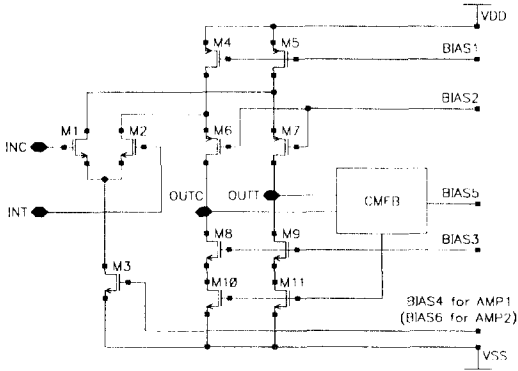 VDD
M4
M5
BIAS1
BIAS2
M1
M2
M6
M7
INC
OUTC
OUTT
CMFB
BIAS5
INT
M8
M9
BIAS3
M3
M10
M11
BIAS4 for AMP1
(BIAS6 for AMP2)
VSS